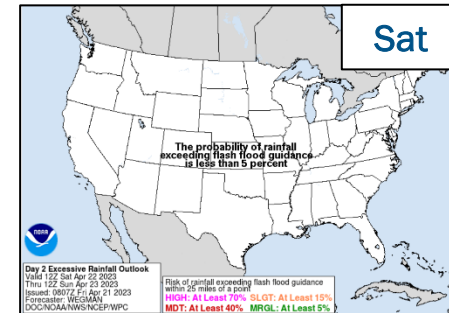 Sat
The probability of rainfall
exceeding flash flood guidance
is less than 5 percent
NOAA
Day 2 Excessive Rainfall Outlook
Valid 12Z Sat Apr 22 2023
Thru 12Z Sun Apr 23 2023
Issued: 0807Z Fri Apr 21 2023
Forecaster: WEGMAN
DOC/NOAA/NWS/NCEP/WPC
Risk of rainfall exceeding flash flood guidance
within 25 miles of a point
HIGH: At Least 70% SLGT: At Least 15%
MDT: At Least 40% MRGL: At Least 5%